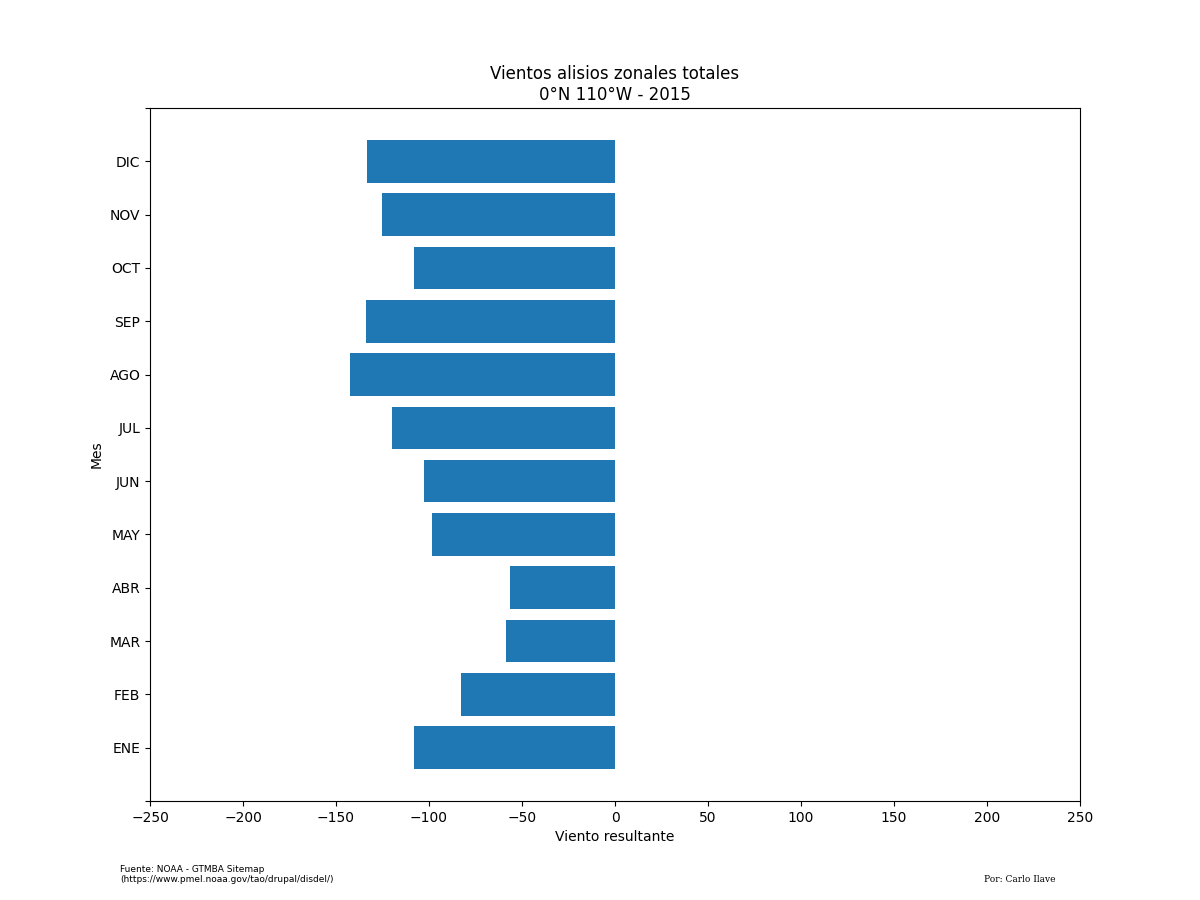 Vientos alisios zonales totales
0°N 110°W - 2015
DIC
NOV
OCT
SEP
AGO
JUL
JUN
MAY
ABR
MAR
FEB
ENE
Mes
−250 −200 −150 −100 −50 0 50 100 150 200 250
Viento resultante
Fuente: NOAA - GTMBA Sitemap
(https://www.pmel.noaa.gov/tao/drupal/disdel/)
Por: Carlo Ilave